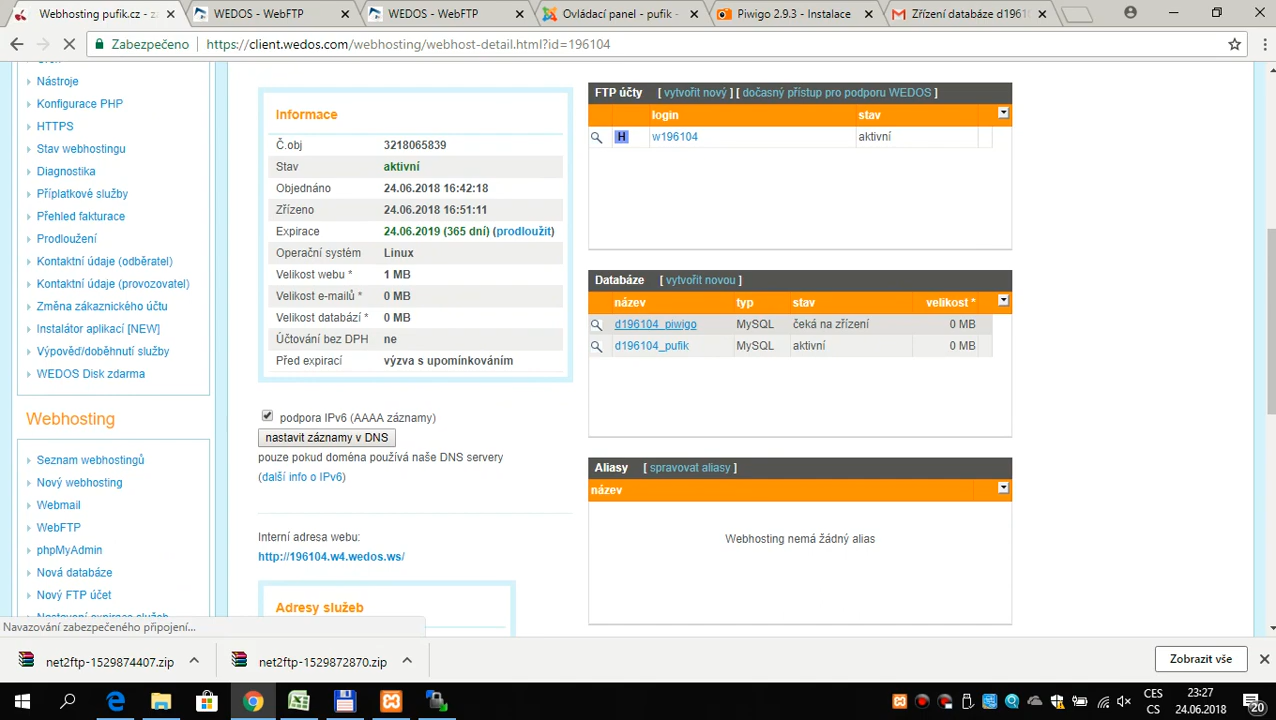 Webhosting pufik.cz -
WEDOS - WebFTP
WEDOS - WebFTP
Ovládací panel - pufik -
Piwigo 2.9.3 - Instalace
Zřízení databáze d1961
Zabezpečeno
https://client.wedos.com/webhosting/webhost-detail.html?id=196104
Nástroje
Konfigurace PHP
HTTPS
Stav webhostingu
Diagnostika
Příplatkové služby
Přehled fakturace
Prodloužení
Kontaktní údaje (odběratel)
Kontaktní údaje (provozovatel)
Změna zákaznického účtu
Instalátor aplikací [NEW]
Výpověď/doběhnutí služby
WEDOS Disk zdarma
Webhosting
Seznam webhostingů
Nový webhosting
Webmail
WebFTP
phpMyAdmin
Nová databáze
Nový FTP účet
Nastavení expirace služeb
Informace
Č.obj 3218065839
Stav aktivní
Objednáno 24.06.2018 16:42:18
Zřízeno 24.06.2018 16:51:11
Expirace 24.06.2019 (365 dní) (prodloužit)
Operační systém Linux
Velikost webu * 1 MB
Velikost e-mailů * 0 MB
Velikost databází * 0 MB
Účtování bez DPH ne
Před expirací výzva s upomínkováním
podpora IPv6 (AAAA záznamy)
nastavit záznamy v DNS
pouze pokud doména používá naše DNS servery
(další info o IPv6)
Interní adresa webu:
http://196104.w4.wedos.ws/
Adresy služeb
FTP účty [ vytvořit nový ] [ dočasný přístup pro podporu WEDOS ]
login stav
H w196104 aktivní
Databáze [ vytvořit novou ]
název typ stav velikost *
d196104_piwigo MySQL čeká na zřízení 0 MB
d196104_pufik MySQL aktivní 0 MB
Aliasy [ spravovat aliasy ]
název
Webhosting nemá žádný alias
Navazování zabezpečeného připojení...
net2ftp-1529874407.zip
net2ftp-1529872870.zip
Zobrazit vše
CES
CS
23:27
24.06.2018
20